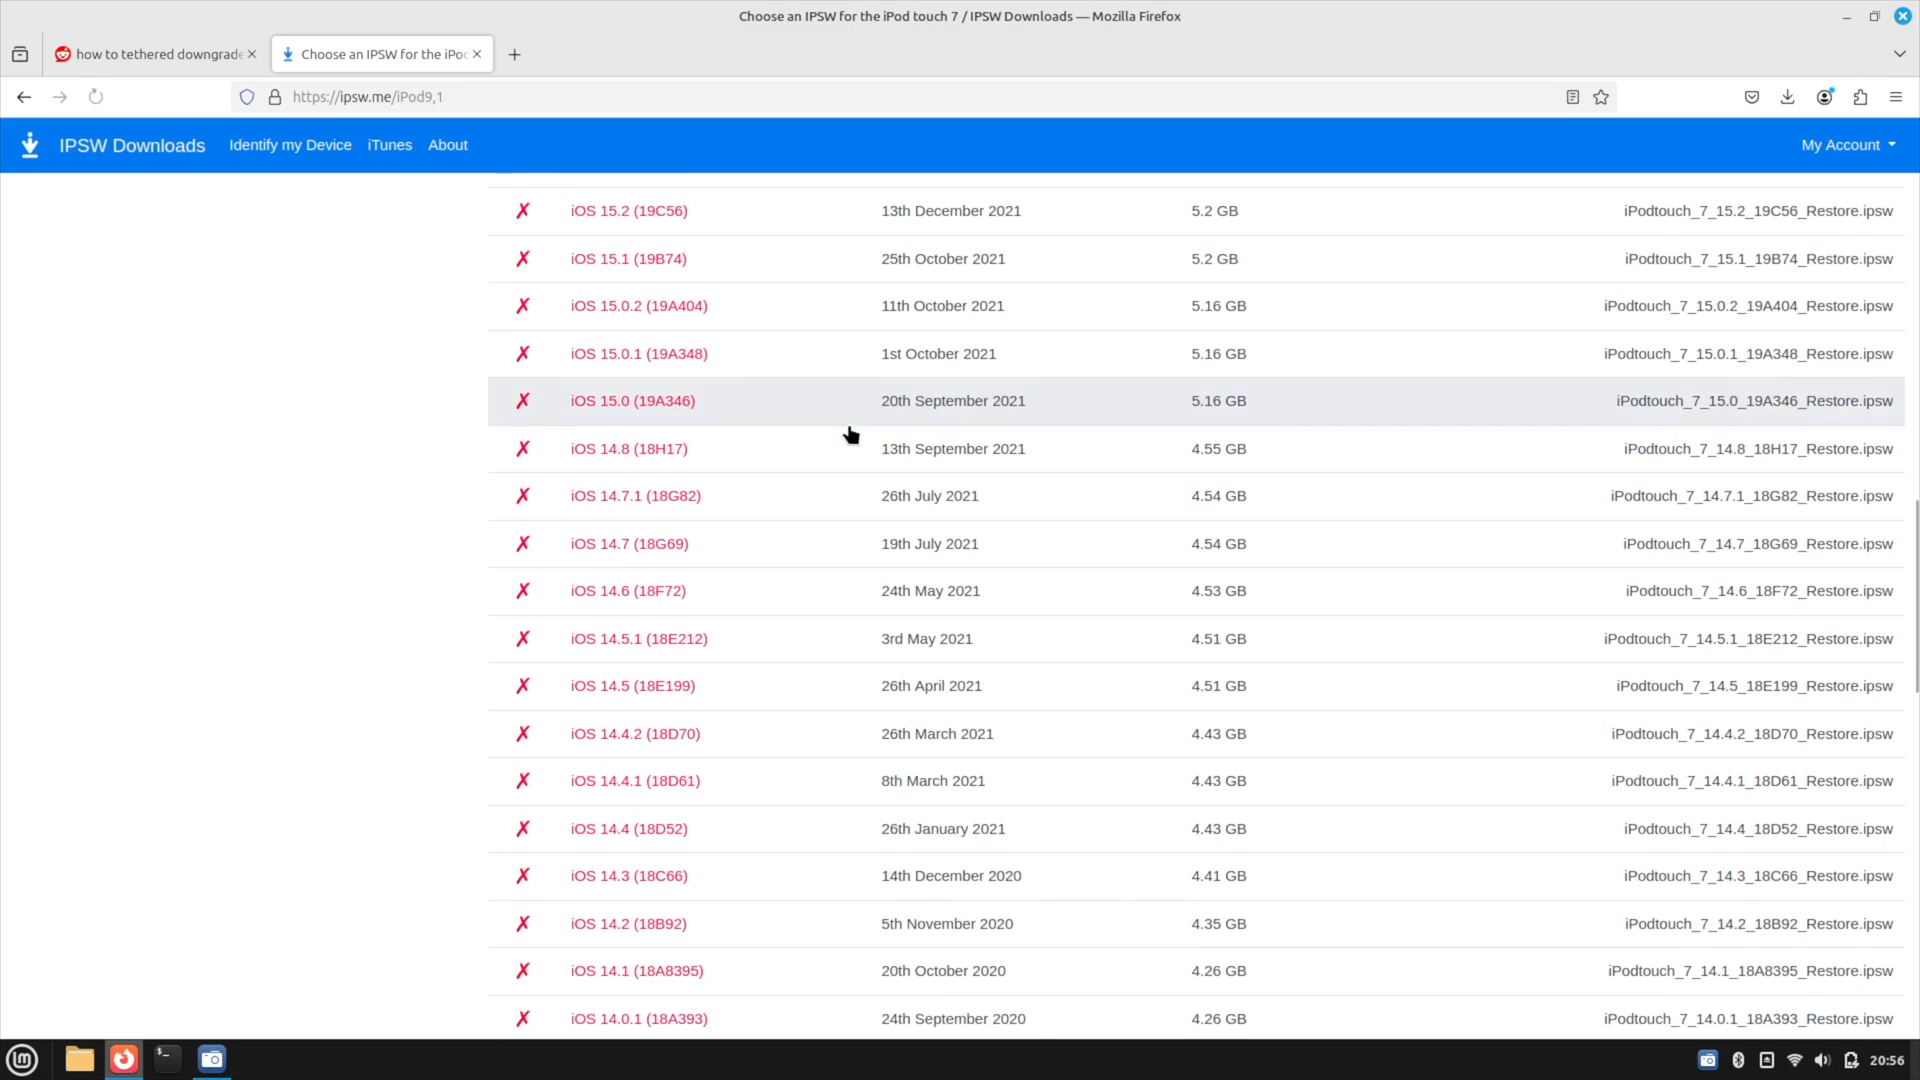 Choose an IPSW for the iPod touch 7 / IPSW Downloads — Mozilla Firefox
how to tethered downgrade
Choose an IPSW for the iPod
https://ipsw.me/iPod9,1
IPSW Downloads Identify my Device iTunes About My Account
✗ iOS 15.2 (19C56) 13th December 2021 5.2 GB iPodtouch_7_15.2_19C56_Restore.ipsw
✗ iOS 15.1 (19B74) 25th October 2021 5.2 GB iPodtouch_7_15.1_19B74_Restore.ipsw
✗ iOS 15.0.2 (19A404) 11th October 2021 5.16 GB iPodtouch_7_15.0.2_19A404_Restore.ipsw
✗ iOS 15.0.1 (19A348) 1st October 2021 5.16 GB iPodtouch_7_15.0.1_19A348_Restore.ipsw
✗ iOS 15.0 (19A346) 20th September 2021 5.16 GB iPodtouch_7_15.0_19A346_Restore.ipsw
✗ iOS 14.8 (18H17) 13th September 2021 4.55 GB iPodtouch_7_14.8_18H17_Restore.ipsw
✗ iOS 14.7.1 (18G82) 26th July 2021 4.54 GB iPodtouch_7_14.7.1_18G82_Restore.ipsw
✗ iOS 14.7 (18G69) 19th July 2021 4.54 GB iPodtouch_7_14.7_18G69_Restore.ipsw
✗ iOS 14.6 (18F72) 24th May 2021 4.53 GB iPodtouch_7_14.6_18F72_Restore.ipsw
✗ iOS 14.5.1 (18E212) 3rd May 2021 4.51 GB iPodtouch_7_14.5.1_18E212_Restore.ipsw
✗ iOS 14.5 (18E199) 26th April 2021 4.51 GB iPodtouch_7_14.5_18E199_Restore.ipsw
✗ iOS 14.4.2 (18D70) 26th March 2021 4.43 GB iPodtouch_7_14.4.2_18D70_Restore.ipsw
✗ iOS 14.4.1 (18D61) 8th March 2021 4.43 GB iPodtouch_7_14.4.1_18D61_Restore.ipsw
✗ iOS 14.4 (18D52) 26th January 2021 4.43 GB iPodtouch_7_14.4_18D52_Restore.ipsw
✗ iOS 14.3 (18C66) 14th December 2020 4.41 GB iPodtouch_7_14.3_18C66_Restore.ipsw
✗ iOS 14.2 (18B92) 5th November 2020 4.35 GB iPodtouch_7_14.2_18B92_Restore.ipsw
✗ iOS 14.1 (18A8395) 20th October 2020 4.26 GB iPodtouch_7_14.1_18A8395_Restore.ipsw
✗ iOS 14.0.1 (18A393) 24th September 2020 4.26 GB iPodtouch_7_14.0.1_18A393_Restore.ipsw
20:56